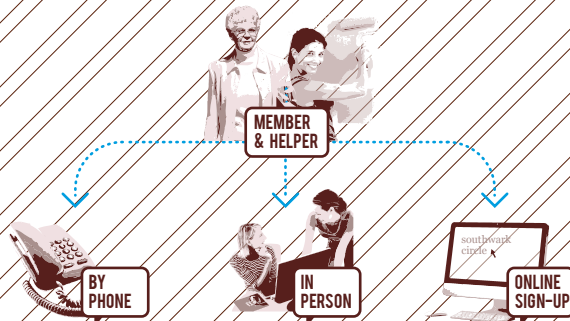 MEMBER
& HELPER
southwark
circle
BY
PHONE
IN
PERSON
ONLINE
SIGN-UP